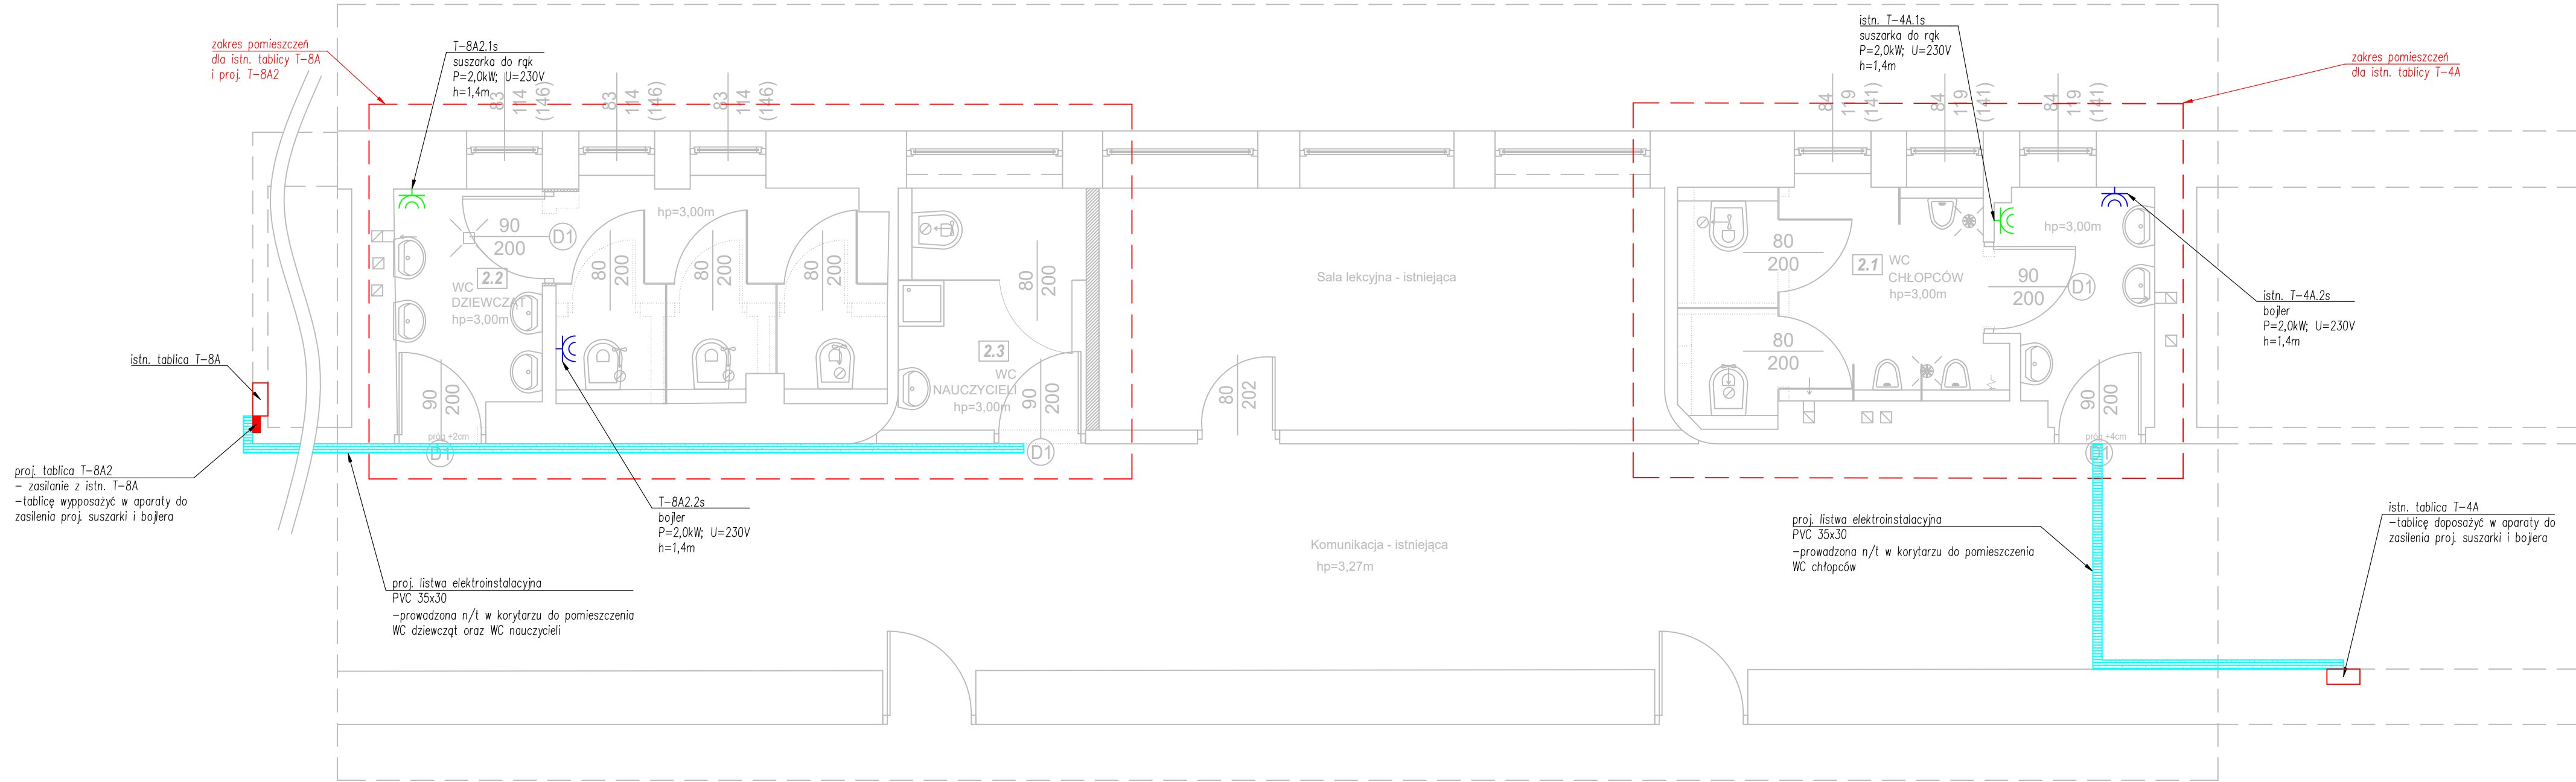 zakres pomieszczeń
dla istn. tablicy T-8A
i proj. T-8A2
T-8A2.1s
suszarka do rąk
P=2,0kW; U=230V
h=1,4m
83
114
(146)
83
114
(146)
83
114
(146)
istn. T-4A.1s
suszarka do rąk
P=2,0kW; U=230V
h=1,4m
84
119
(141)
84
119
(141)
84
119
(141)
zakres pomieszczeń
dla istn. tablicy T-4A
hp=3,00m
90
200
D1
2.2
WC
DZIEWCZĄT
hp=3,00m
80
200
80
200
80
200
80
200
2.3
WC
NAUCZYCIELI
hp=3,00m
90
200
D1
90
200
próg +2cm
D1
Sala lekcyjna - istniejąca
80
202
80
200
80
200
2.1
WC
CHŁOPCÓW
hp=3,00m
hp=3,00m
90
200
D1
90
200
próg +4cm
D1
istn. T-4A.2s
bojler
P=2,0kW; U=230V
h=1,4m
istn. tablica T-8A
proj. tablica T-8A2
- zasilanie z istn. T-8A
-tablicę wypposażyć w aparaty do
zasilenia proj. suszarki i bojlera
T-8A2.2s
bojler
P=2,0kW; U=230V
h=1,4m
proj. listwa elektroinstalacyjna
PVC 35x30
-prowadzona n/t w korytarzu do pomieszczenia
WC dziewcząt oraz WC nauczycieli
Komunikacja - istniejąca
hp=3,27m
proj. listwa elektroinstalacyjna
PVC 35x30
-prowadzona n/t w korytarzu do pomieszczenia
WC chłopców
istn. tablica T-4A
-tablicę doposażyć w aparaty do
zasilenia proj. suszarki i bojlera